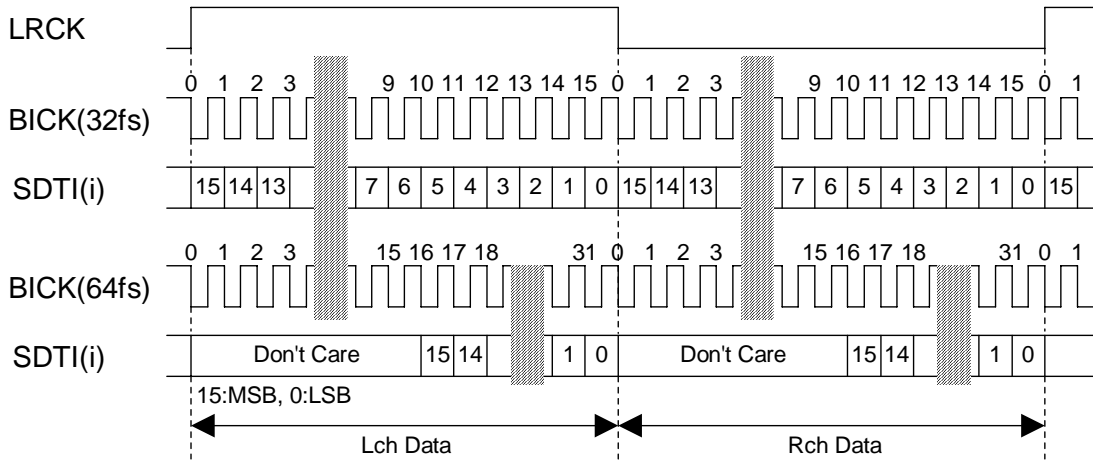 LRCK
0 1 2 3 9 10 11 12 13 14 15 0 1 2 3 9 10 11 12 13 14 15 0 1
BICK(32fs)
SDTI(i) 15 14 13 7 6 5 4 3 2 1 0 15 14 13 7 6 5 4 3 2 1 0 15
0 1 2 3 15 16 17 18 31 0 1 2 3 15 16 17 18 31 0 1
BICK(64fs)
SDTI(i) Don't Care 15 14 1 0 Don't Care 15 14 1 0
15:MSB, 0:LSB
Lch Data Rch Data